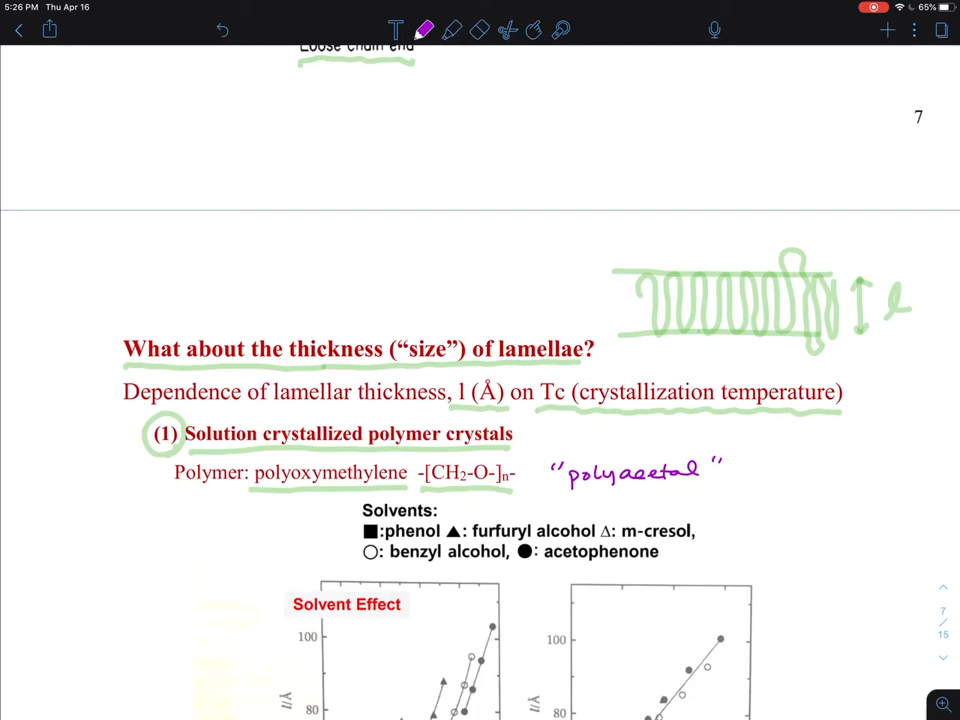 5:26 PM Thu Apr 16
65%
T
Loose chain end
7
l
What about the thickness (“size”) of lamellae?
Dependence of lamellar thickness, l (Å) on Tc (crystallization temperature)
(1) Solution crystallized polymer crystals
Polymer: polyoxymethylene -[CH₂-O-]ₙ- “polyacetal”
Solvents:
■:phenol ▲: furfuryl alcohol Δ: m-cresol,
○: benzyl alcohol, ●: acetophenone
Solvent Effect
100
100
l/Å
l/Å
80
80
7
/
15